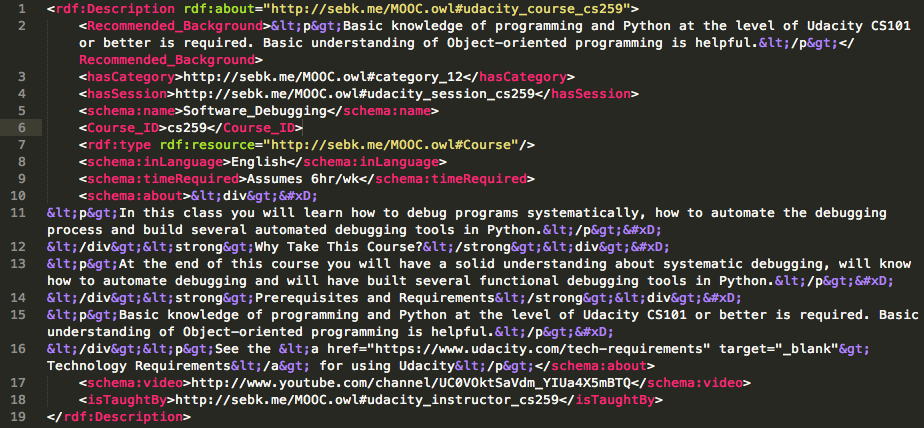 1 <rdf:Description rdf:about="http://sebk.me/MOOC.owl#udacity_course_cs259">
2 <Recommended_Background>&lt;p&gt;Basic knowledge of programming and Python at the level of Udacity CS101
or better is required. Basic understanding of Object-oriented programming is helpful.&lt;/p&gt;</
Recommended_Background>
3 <hasCategory>http://sebk.me/MOOC.owl#category_12</hasCategory>
4 <hasSession>http://sebk.me/MOOC.owl#udacity_session_cs259</hasSession>
5 <schema:name>Software_Debugging</schema:name>
6 <Course_ID>cs259</Course_ID>
7 <rdf:type rdf:resource="http://sebk.me/MOOC.owl#Course"/>
8 <schema:inLanguage>English</schema:inLanguage>
9 <schema:timeRequired>Assumes 6hr/wk</schema:timeRequired>
10 <schema:about>&lt;div&gt;&#xD;
11 &lt;p&gt;In this class you will learn how to debug programs systematically, how to automate the debugging
process and build several automated debugging tools in Python.&lt;/p&gt;&#xD;
12 &lt;/div&gt;&lt;strong&gt;Why Take This Course?&lt;/strong&gt;&lt;div&gt;&#xD;
13 &lt;p&gt;At the end of this course you will have a solid understanding about systematic debugging, will know
how to automate debugging and will have built several functional debugging tools in Python.&lt;/p&gt;&#xD;
14 &lt;/div&gt;&lt;strong&gt;Prerequisites and Requirements&lt;/strong&gt;&lt;div&gt;&#xD;
15 &lt;p&gt;Basic knowledge of programming and Python at the level of Udacity CS101 or better is required. Basic
understanding of Object-oriented programming is helpful.&lt;/p&gt;&#xD;
16 &lt;/div&gt;&lt;p&gt;See the &lt;a href="https://www.udacity.com/tech-requirements" target="_blank"&gt;
Technology Requirements&lt;/a&gt; for using Udacity&lt;/p&gt;</schema:about>
17 <schema:video>http://www.youtube.com/channel/UC0VOktSaVdm_YIUa4X5mBTQ</schema:video>
18 <isTaughtBy>http://sebk.me/MOOC.owl#udacity_instructor_cs259</isTaughtBy>
19 </rdf:Description>